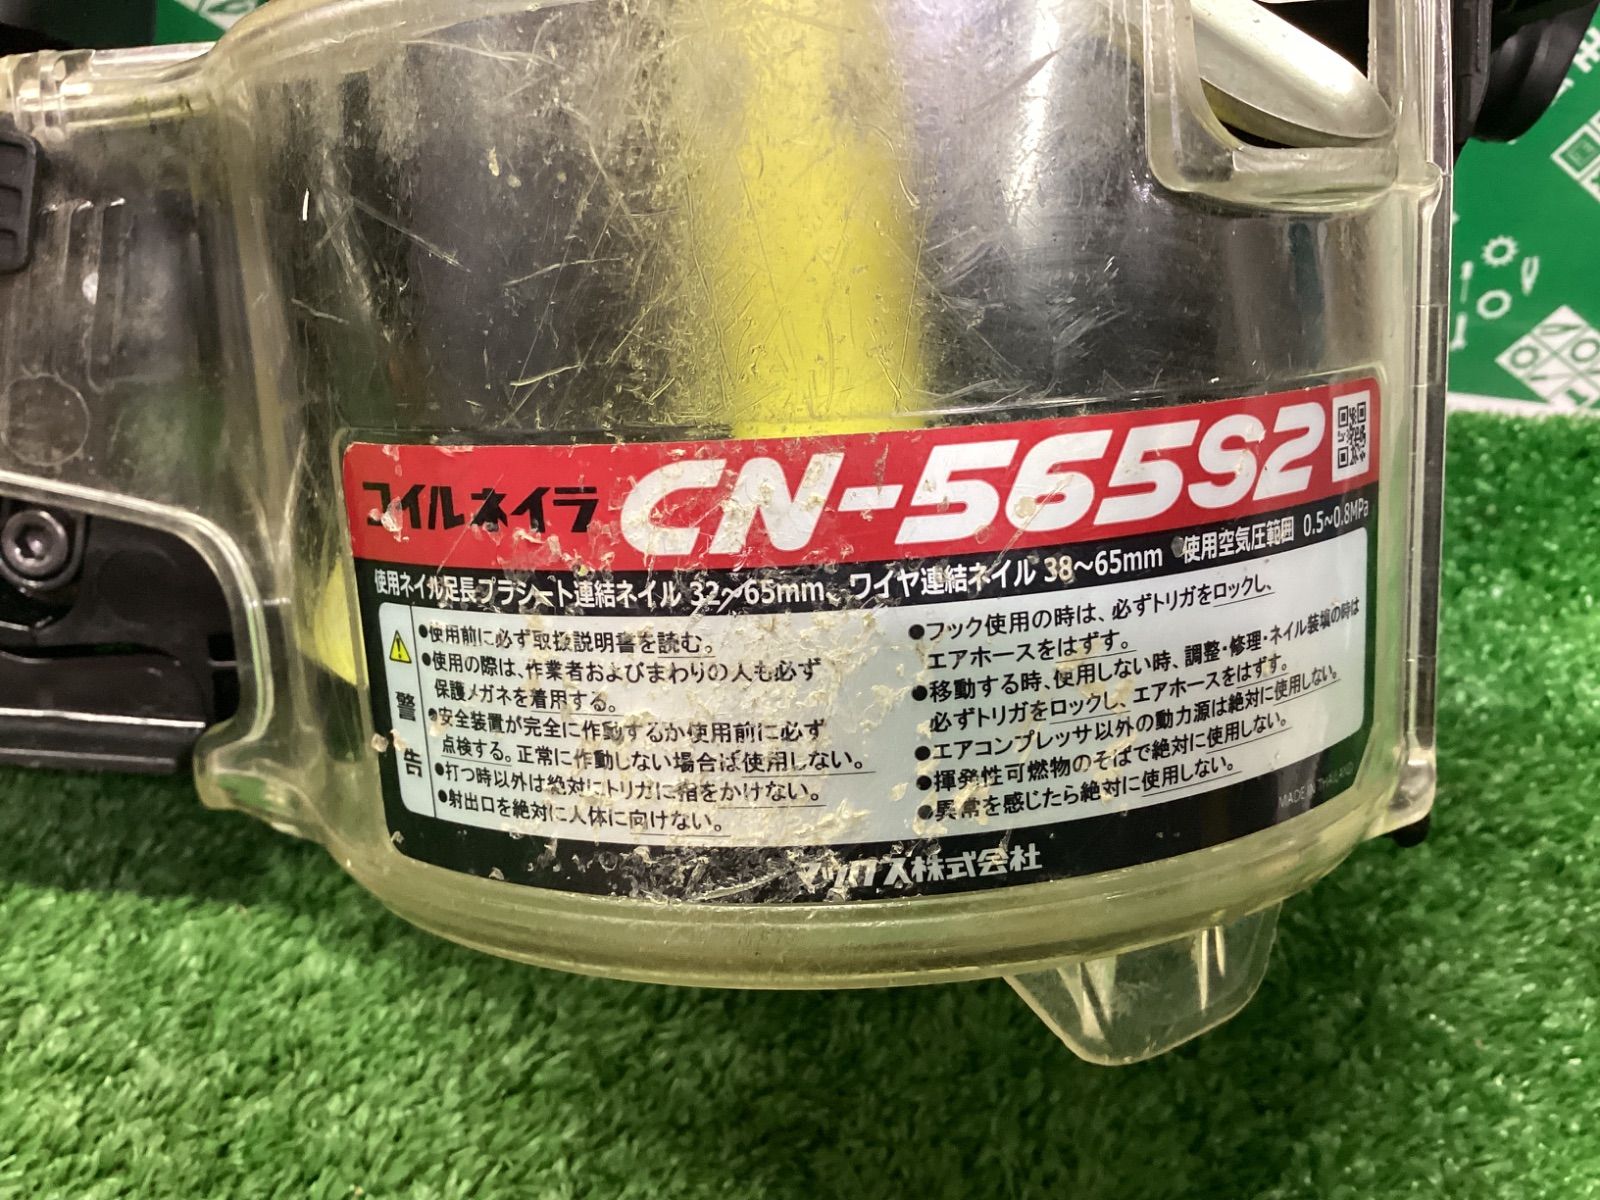 コイルネイラ CN-565S2
使用ネイル足長プラシート連結ネイル 32～65mm、ワイヤ連結ネイル 38～65mm 使用空気圧範囲 0.5~0.8MPa
警告
●使用前に必ず取扱説明書を読む。
●使用の際は、作業者およびまわりの人も必ず
保護メガネを着用する。
●安全装置が完全に作動するか使用前に必ず
点検する。正常に作動しない場合は使用しない。
●打つ時以外は絶対にトリガに指をかけない。
●射出口を絶対に人体に向けない。
●フック使用の時は、必ずトリガをロックし、
エアホースをはずす。
●移動する時、使用しない時、調整・修理・ネイル装填の時は
必ずトリガをロックし、エアホースをはずす。
●エアコンプレッサ以外の動力源は絶対に使用しない。
●揮発性可燃物のそばで絶対に使用しない。
●異常を感じたら絶対に使用しない。
MADE IN THAILAND
マックス株式会社